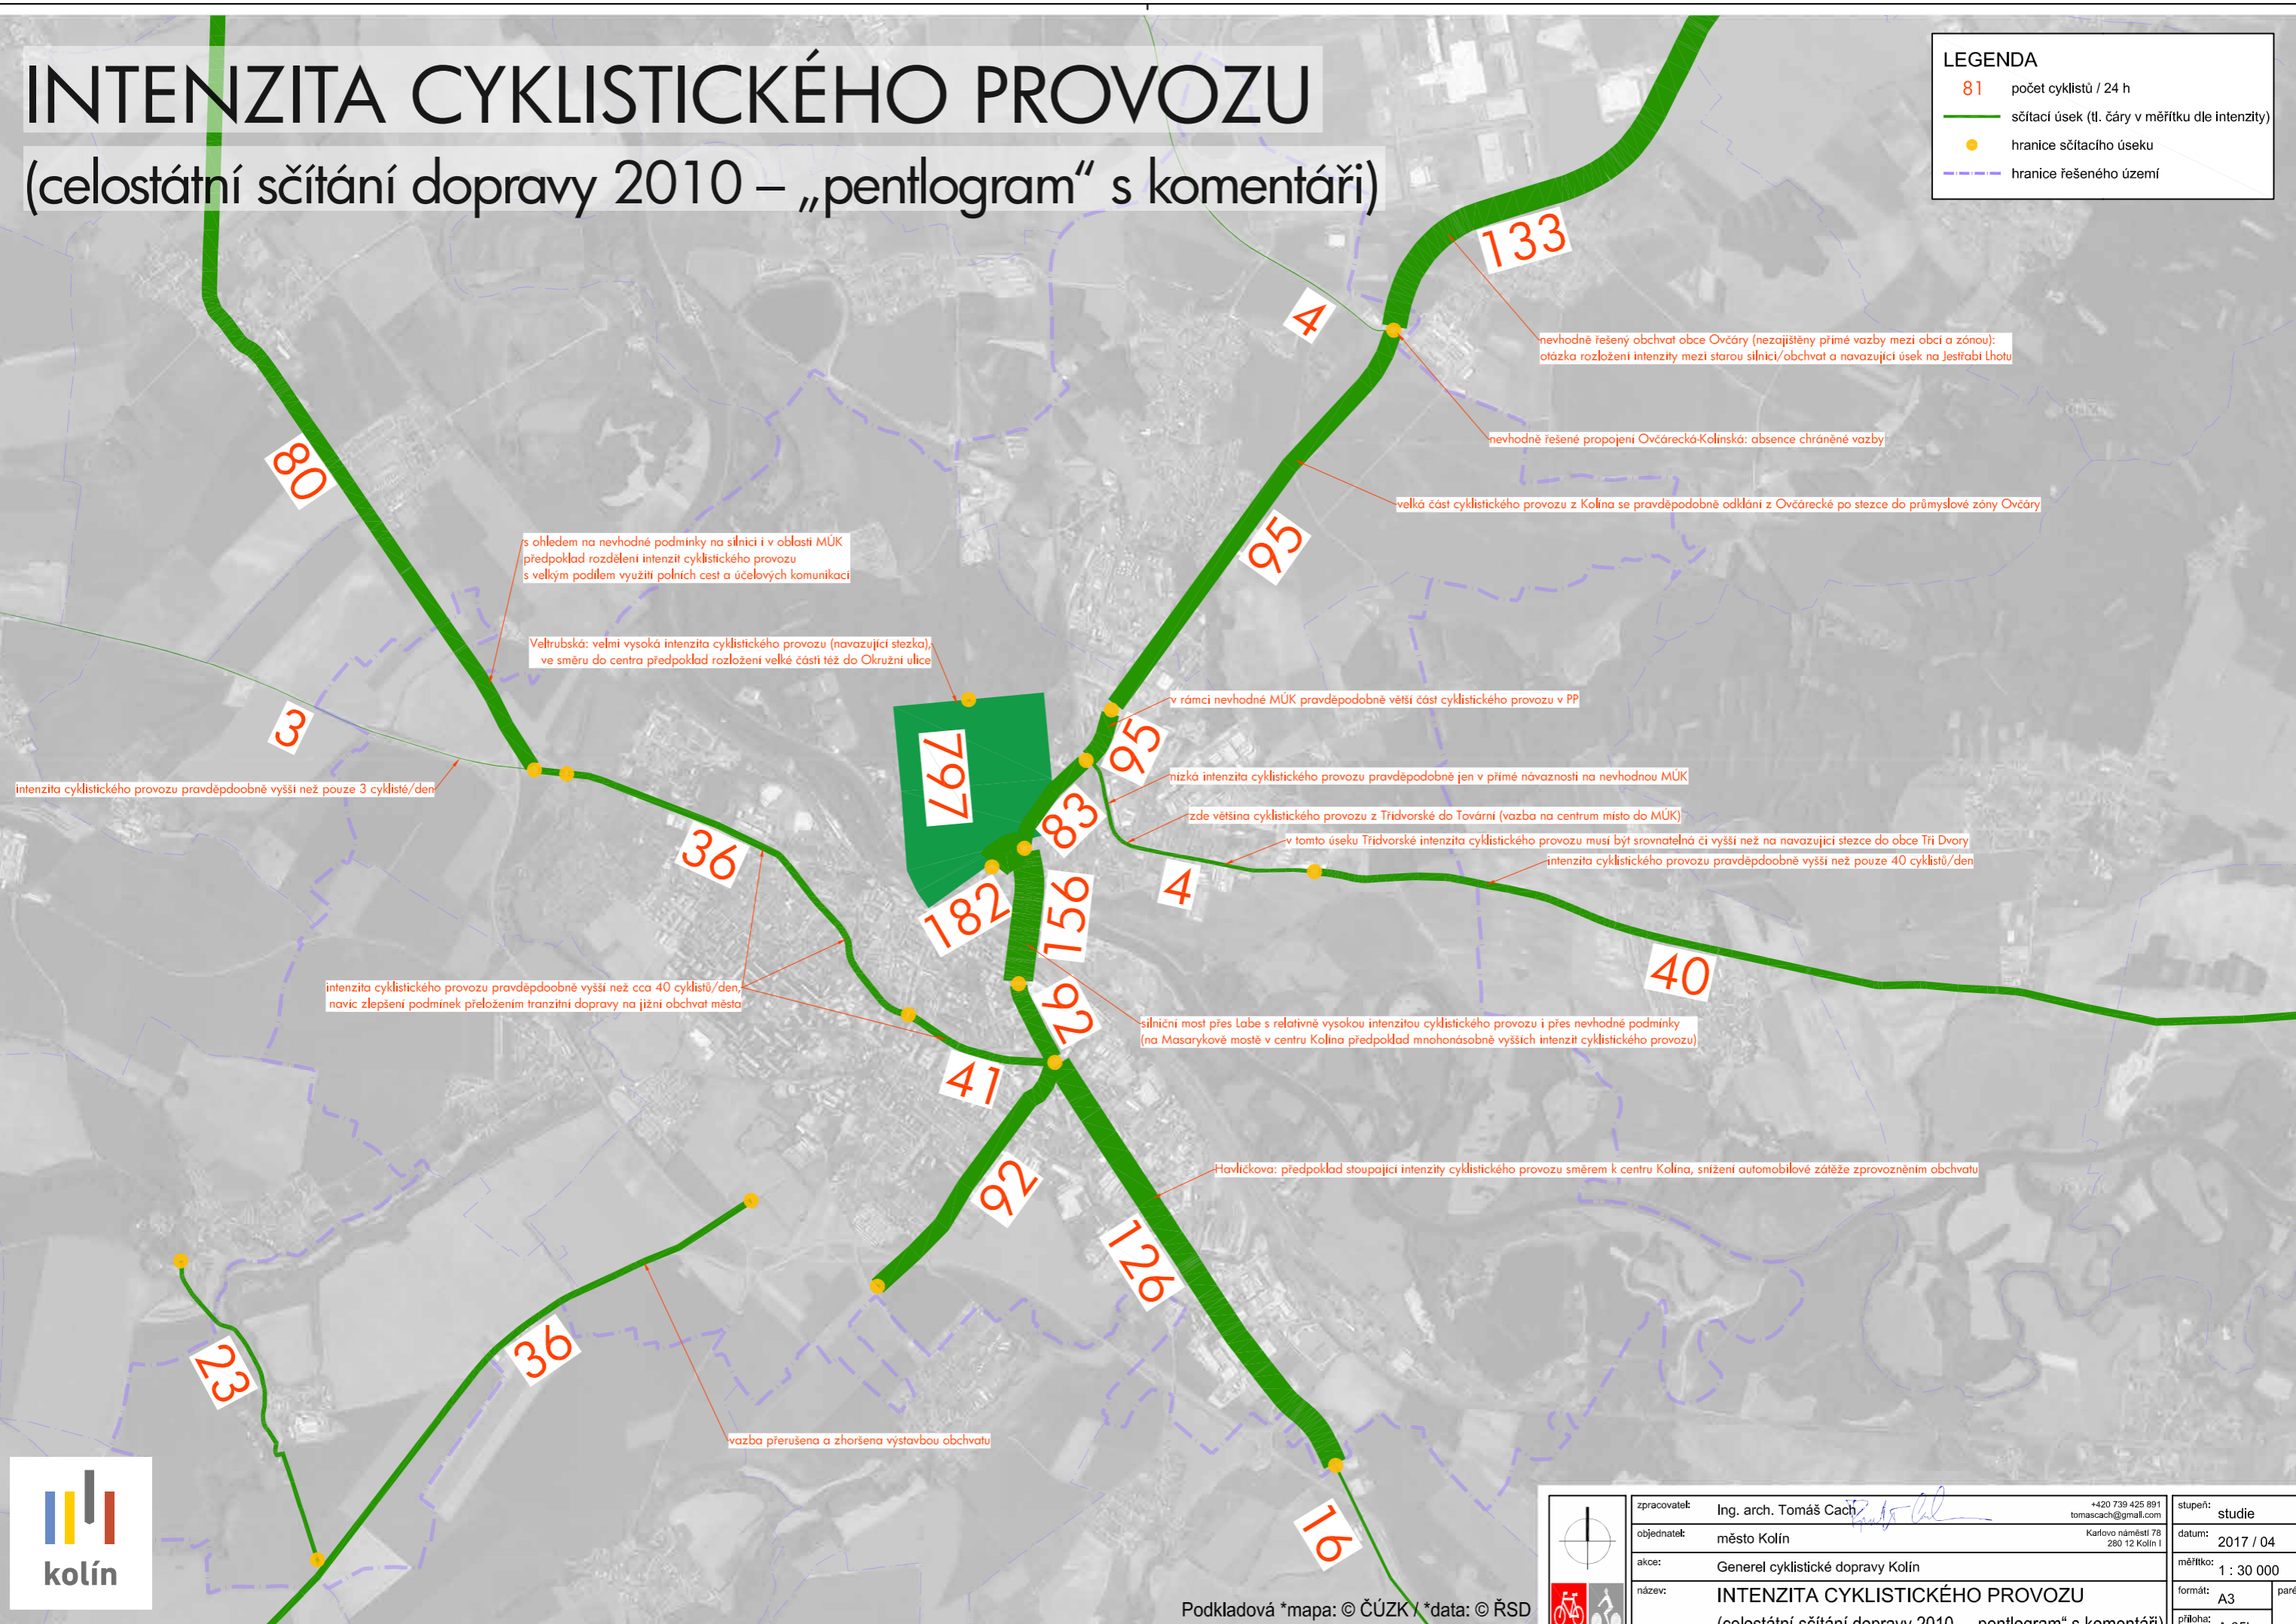 INTENZITA CYKLISTICKÉHO PROVOZU
(celostátní sčítání dopravy 2010 – „pentlogram“ s komentáři)
LEGENDA
81 počet cyklistů / 24 h
sčítací úsek (tl. čáry v měřítku dle intenzity)
hranice sčítacího úseku
hranice řešeného území
133
4
nevhodně řešený obchvat obce Ovčáry (nezajištěny přímé vazby mezi obcí a zónou):
otázka rozložení intenzity mezi starou silnici/obchvat a navazující úsek na Jestřabí Lhotu
nevhodně řešené propojení Ovčárecká-Kolínská: absence chráněné vazby
80
velká část cyklistického provozu z Kolína se pravděpodobně odklání z Ovčárecké po stezce do průmyslové zóny Ovčáry
95
s ohledem na nevhodné podmínky na silnici i v oblasti MÚK
předpoklad rozdělení intenzit cyklistického provozu
s velkým podílem využití polních cest a účelových komunikací
Veltrubská: velmi vysoká intenzita cyklistického provozu (navazující stezka),
ve směru do centra předpoklad rozložení velké části též do Okružní ulice
v rámci nevhodné MÚK pravděpodobně větší část cyklistického provozu v PP
3
95
767
nízká intenzita cyklistického provozu pravděpodobně jen v přímé návaznosti na nevhodnou MÚK
intenzita cyklistického provozu pravděpdoobně vyšší než pouze 3 cyklisté/den
zde většina cyklistického provozu z Třídvorské do Tovární (vazba na centrum místo do MÚK)
83
v tomto úseku Třídvorské intenzita cyklistického provozu musí být srovnatelná či vyšší než na navazující stezce do obce Tři Dvory
36
intenzita cyklistického provozu pravděpdoobně vyšší než pouze 40 cyklistů/den
4
182
156
40
intenzita cyklistického provozu pravděpdoobně vyšší než cca 40 cyklistů/den,
navíc zlepšení podmínek přeložením tranzitní dopravy na jižní obchvat města
26
silniční most přes Labe s relativně vysokou intenzitou cyklistického provozu i přes nevhodné podmínky
(na Masarykově mostě v centru Kolína předpoklad mnohonásobně vyšších intenzit cyklistického provozu)
41
Havlíčkova: předpoklad stoupající intenzity cyklistického provozu směrem k centru Kolína, snížení automobilové zátěže zprovozněním obchvatu
92
126
36
23
vazba přerušena a zhoršena výstavbou obchvatu
16
kolín
Podkladová *mapa: © ČÚZK / *data: © ŘSD
zpracovatel: Ing. arch. Tomáš Cach
+420 739 425 891
tomascach@gmail.com
objednatel: město Kolín
Karlovo náměstí 78
280 12 Kolín I
akce: Generel cyklistické dopravy Kolín
název: INTENZITA CYKLISTICKÉHO PROVOZU
(celostátní sčítání dopravy 2010 – „pentlogram“ s komentáři)
stupeň: studie
datum: 2017 / 04
měřítko: 1 : 30 000
formát: A3
příloha: